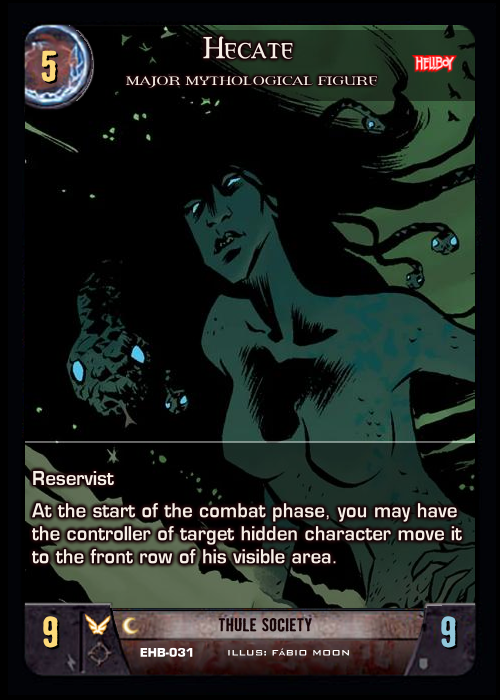 5
Hecate
HELLBOY
MAJOR MYTHOLOGICAL FIGURE
Reservist
At the start of the combat phase, you may have
the controller of target hidden character move it
to the front row of his visible area.
9
THULE SOCIETY
9
EHB-031
ILLUS: FÁBIO MOON